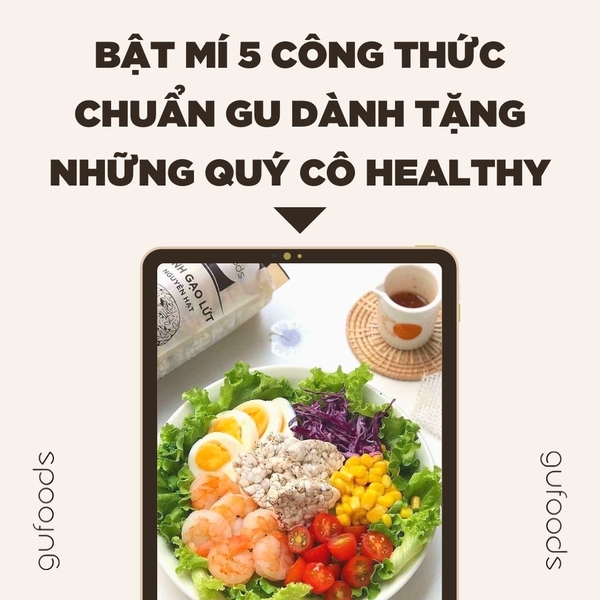 BẬT MÍ 5 CÔNG THỨC
CHUẨN GU DÀNH TẶNG
NHỮNG QUÝ CÔ HEALTHY
GẠO LỨT
NGUYÊN HẠT
gufoods
gufoods